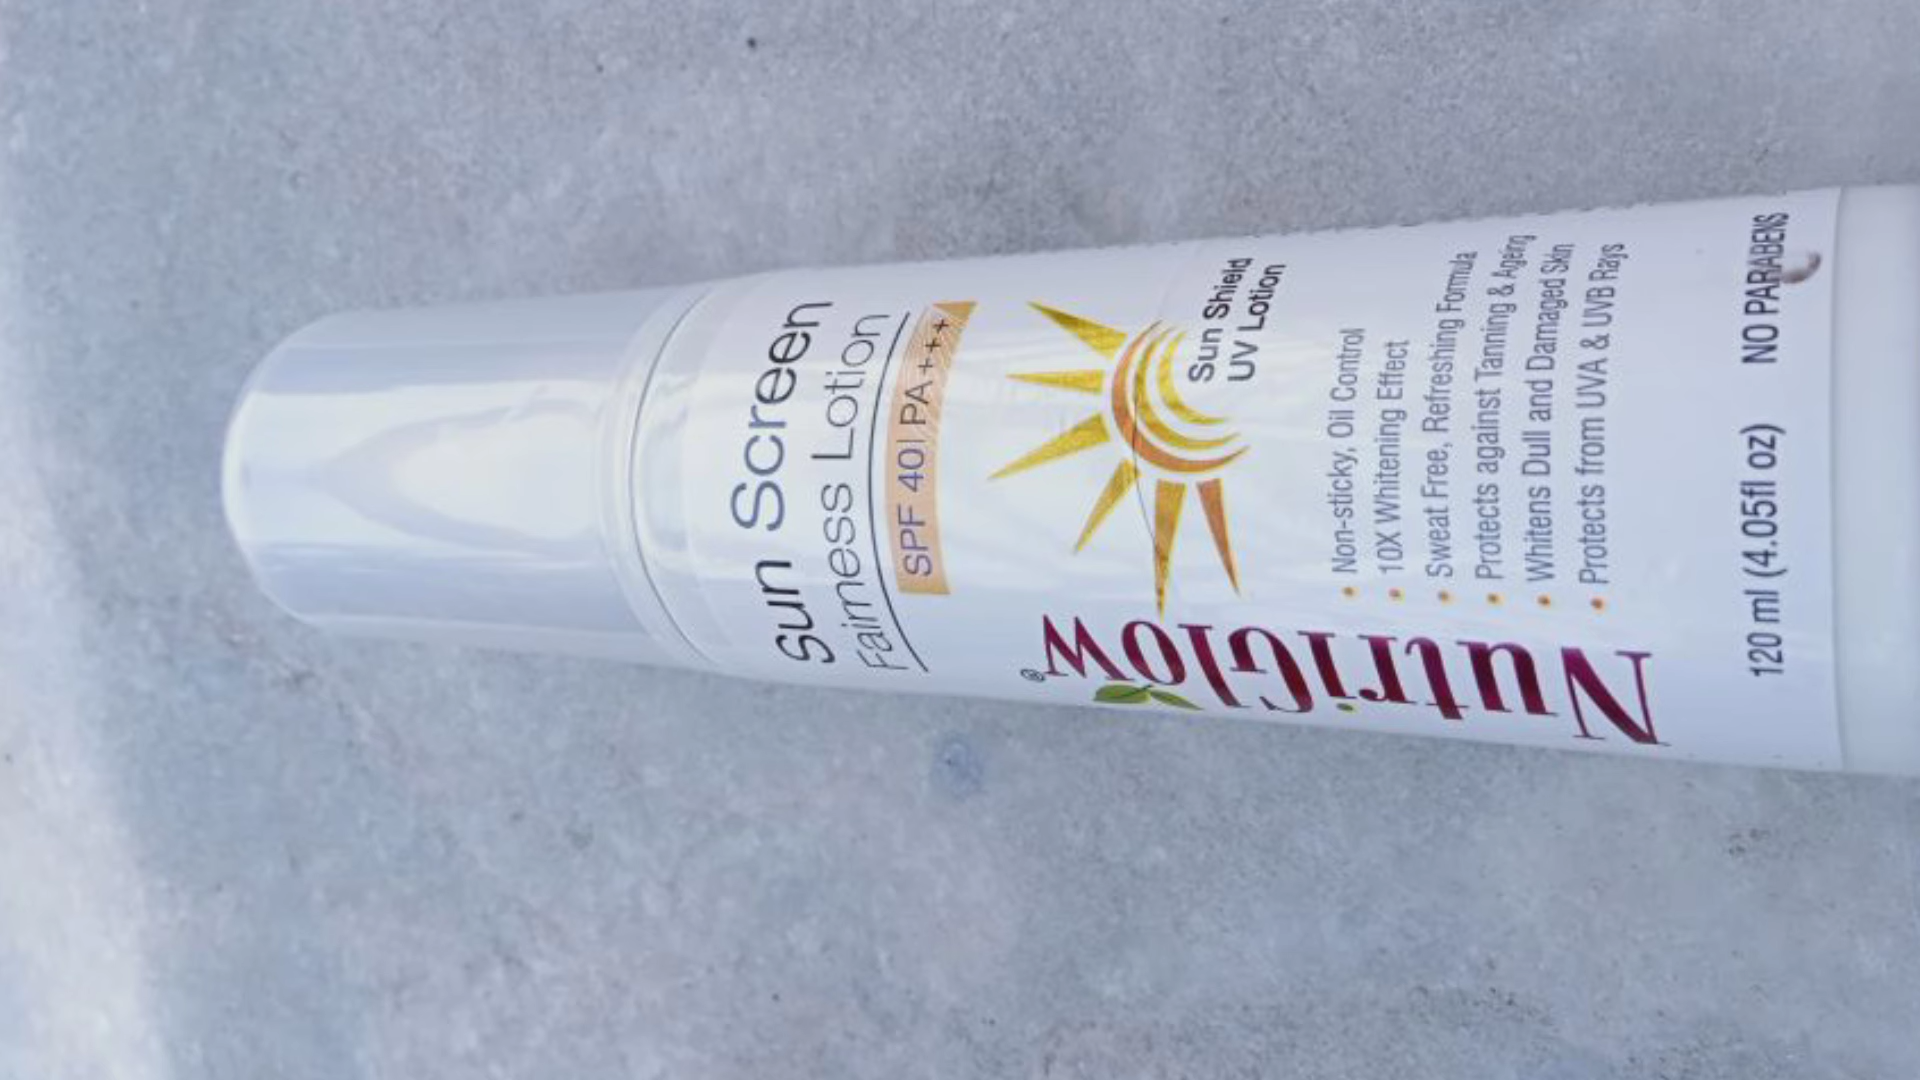 Sun Screen
Fairness Lotion
SPF 40| PA+++
NutriGlow®
Sun Shield
UV Lotion
• Non-sticky, Oil Control
• 10X Whitening Effect
• Sweat Free, Refreshing Formula
• Protects against Tanning & Ageing
• Whitens Dull and Damaged Skin
• Protects from UVA & UVB Rays
120 ml (4.05fl oz) NO PARABENS